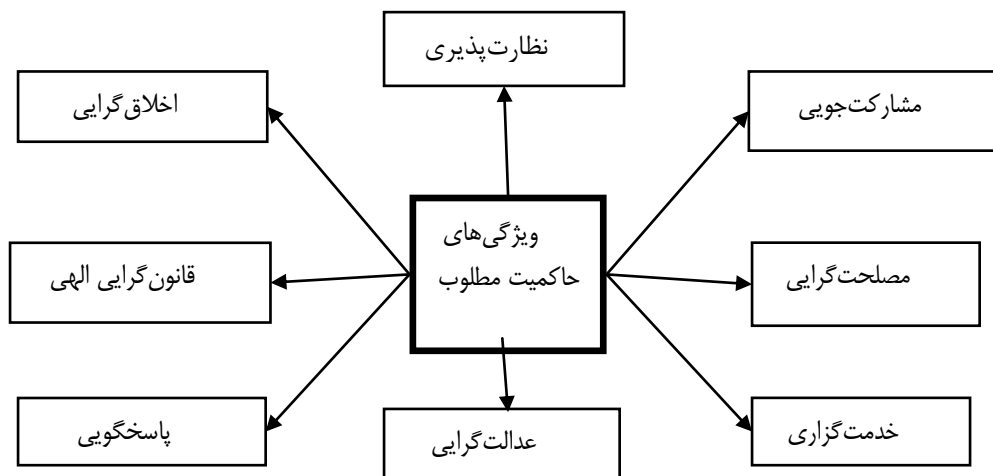 نظارت‌پذیری
مشارکت‌جویی
اخلاق‌گرایی
ویژگی‌های
حاکمیت مطلوب
مصلحت‌گرایی
قانون‌گرایی الهی
خدمت‌گزاری
عدالت‌گرایی
پاسخگویی